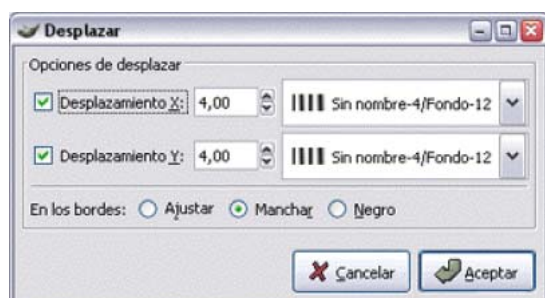 Desplazar
Opciones de desplazar
Desplazamiento X: 4,00 Sin nombre-4/Fondo-12
Desplazamiento Y: 4,00 Sin nombre-4/Fondo-12
En los bordes: Ajustar Manchar Negro
Cancelar Aceptar